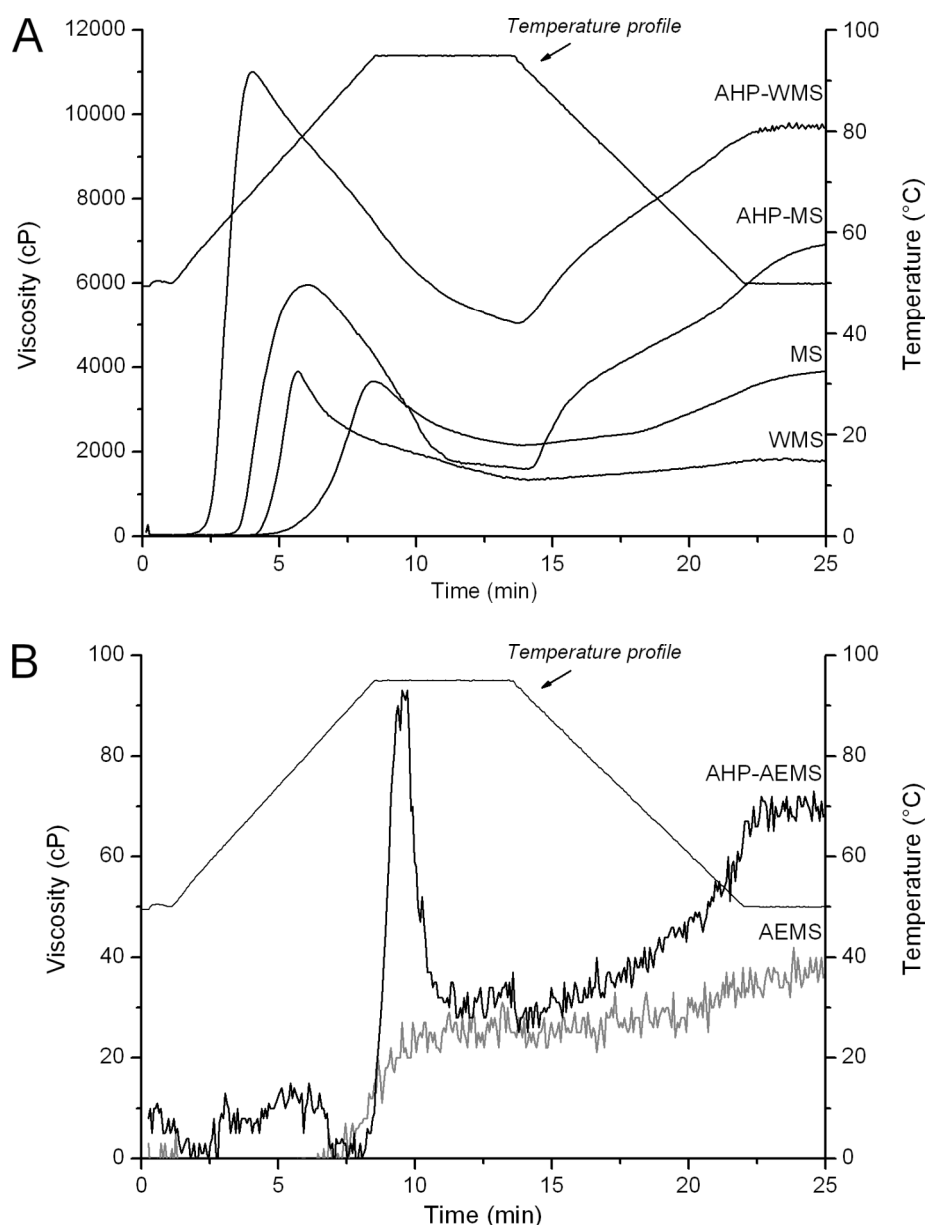 A
Temperature profile
12000
10000
8000
6000
4000
2000
0
Viscosity (cP)
100
80
60
40
20
0
Temperature (°C)
AHP-WMS
AHP-MS
MS
WMS
0 5 10 15 20 25
Time (min)
B
Temperature profile
100
80
60
40
20
0
Viscosity (cP)
100
80
60
40
20
0
Temperature (°C)
AHP-AEMS
AEMS
0 5 10 15 20 25
Time (min)